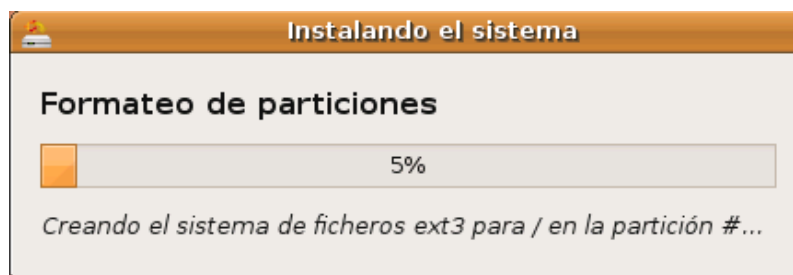 Instalando el sistema
Formateo de particiones
5%
Creando el sistema de ficheros ext3 para / en la partición #...